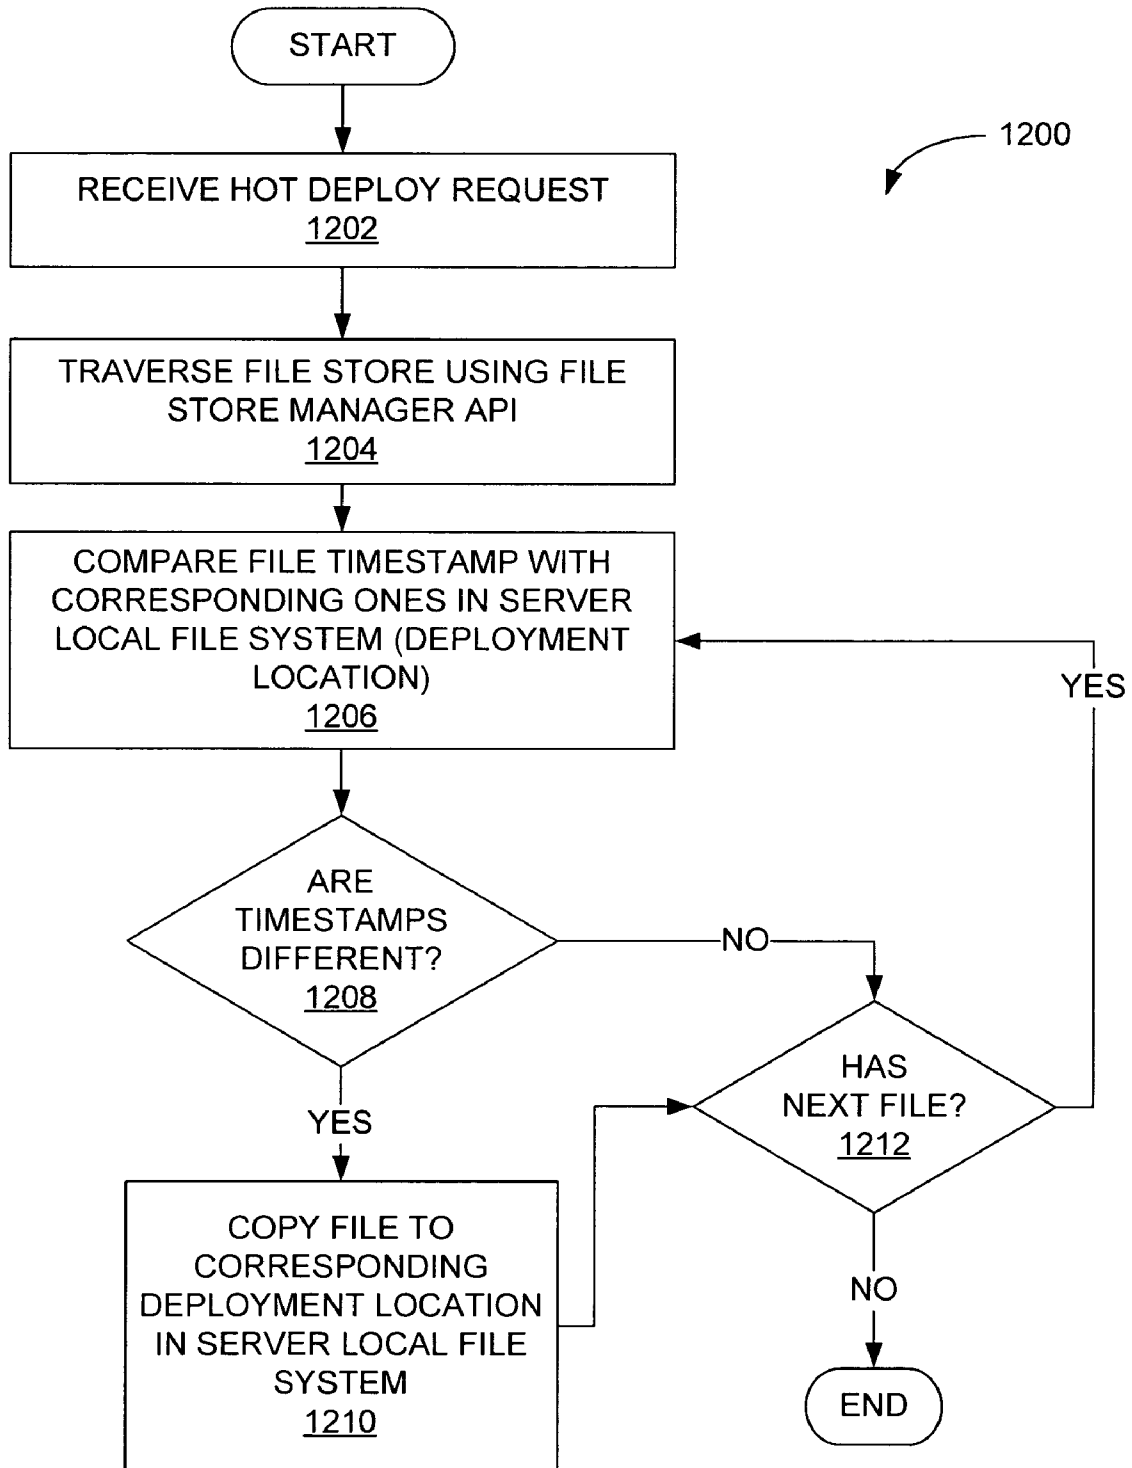 START
1200
RECEIVE HOT DEPLOY REQUEST
1202
TRAVERSE FILE STORE USING FILE
STORE MANAGER API
1204
COMPARE FILE TIMESTAMP WITH
CORRESPONDING ONES IN SERVER
LOCAL FILE SYSTEM (DEPLOYMENT
LOCATION)
1206
YES
ARE
TIMESTAMPS
DIFFERENT?
1208
NO
HAS
NEXT FILE?
1212
YES
COPY FILE TO
CORRESPONDING
DEPLOYMENT LOCATION
IN SERVER LOCAL FILE
SYSTEM
1210
NO
END